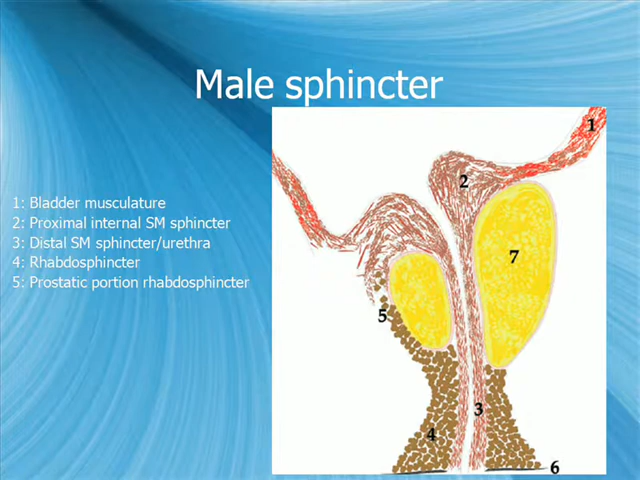 Male sphincter
1: Bladder musculature
2: Proximal internal SM sphincter
3: Distal SM sphincter/urethra
4: Rhabdosphincter
5: Prostatic portion rhabdosphincter
1
2
7
5
3
4
6